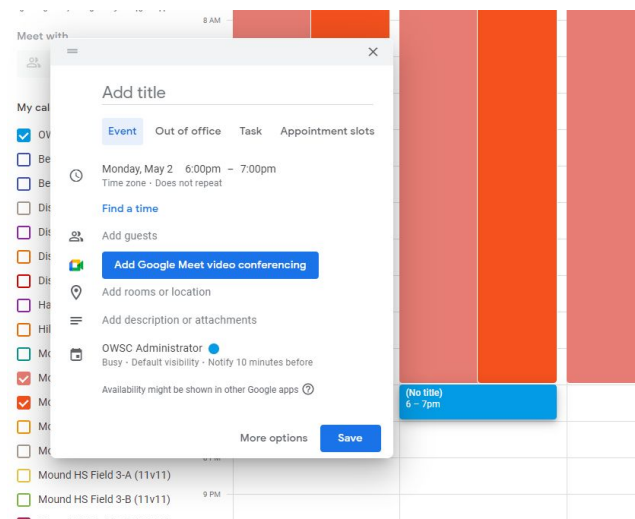 8 AM
Meet with
Add title
My cal
Event Out of office Task Appointment slots
OW
Be
Monday, May 2 6:00pm – 7:00pm
Time zone · Does not repeat
Be
Dis
Find a time
Dis
Add guests
Dis
Add Google Meet video conferencing
Dis
Add rooms or location
Ha
Add description or attachments
Hil
OWSC Administrator
Mo
Busy · Default visibility · Notify 10 minutes before
Mo
Availability might be shown in other Google apps
(No title)
6 – 7pm
Mo
Mo
More options Save
Mo
8 PM
Mound HS Field 3-A (11v11)
9 PM
Mound HS Field 3-B (11v11)